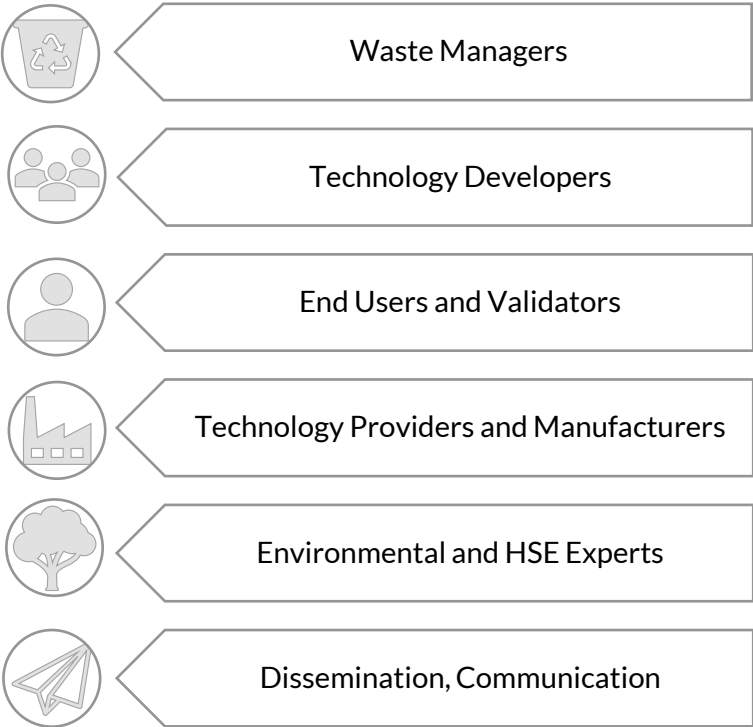 Waste Managers
Technology Developers
End Users and Validators
Technology Providers and Manufacturers
Environmental and HSE Experts
Dissemination, Communication